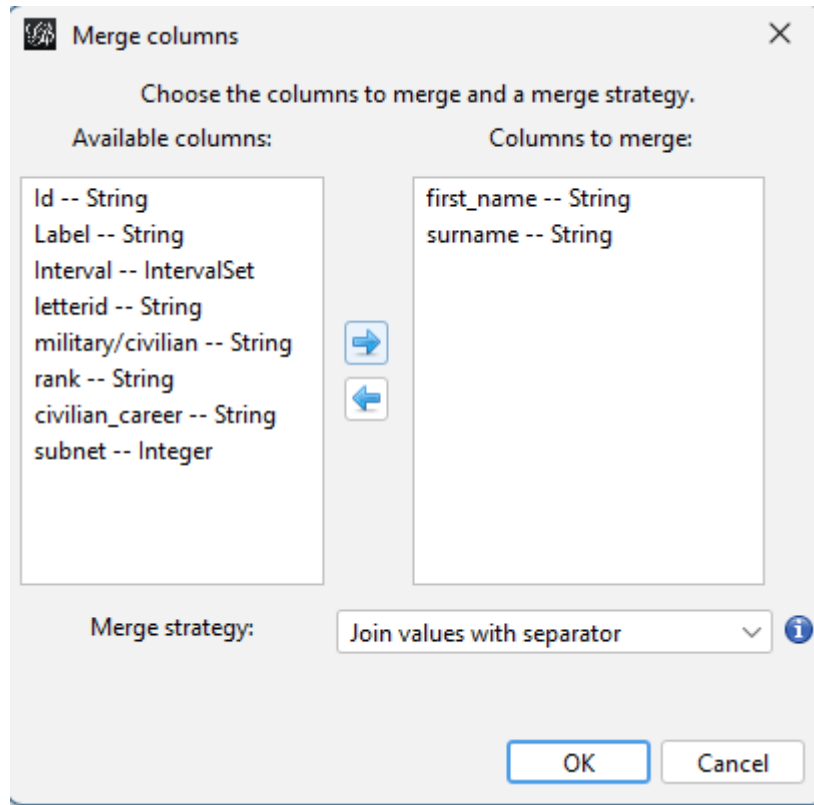 Merge columns
Choose the columns to merge and a merge strategy.
Available columns:
Columns to merge:
Id -- String
Label -- String
Interval -- IntervalSet
letterid -- String
military/civilian -- String
rank -- String
civilian_career -- String
subnet -- Integer
first_name -- String
surname -- String
Merge strategy:
Join values with separator
OK
Cancel